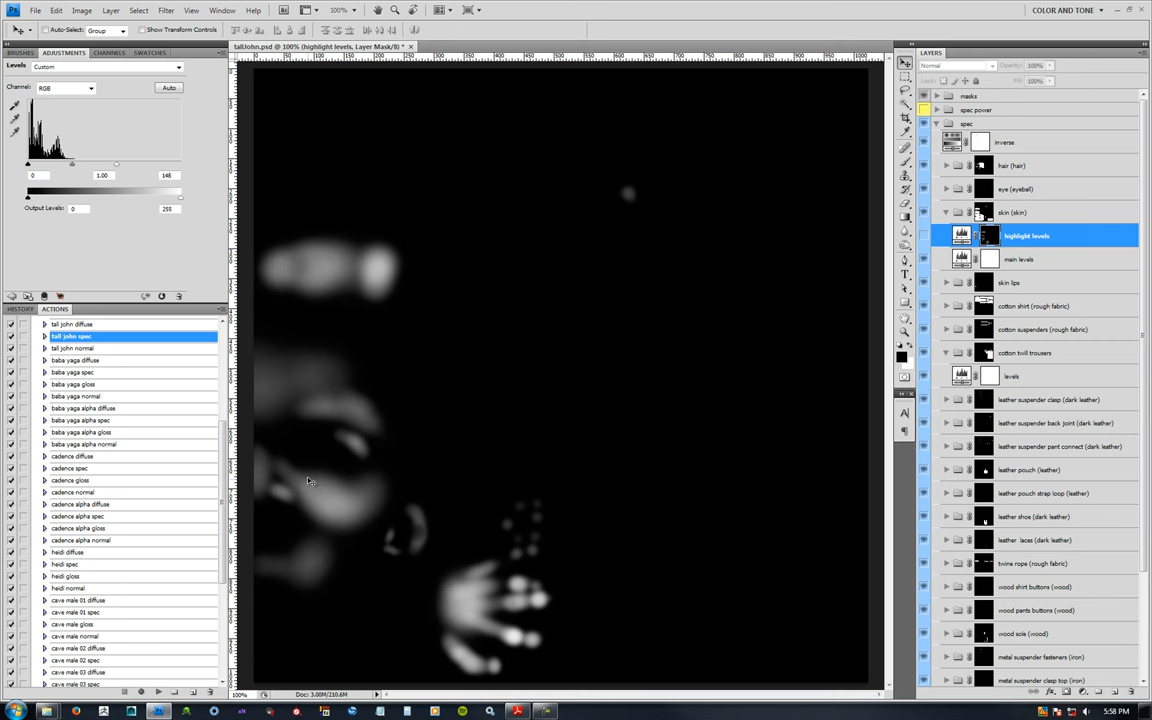 Ps File Edit Image Layer Select Filter View Window Help Br 100% COLOR AND TONE
Auto-Select: Group Show Transform Controls
BRUSHES ADJUSTMENTS CHANNELS SWATCHES
tallJohn.psd @ 100% (highlight levels, Layer Mask/8) * ×
LAYERS
Levels Custom
Normal Opacity: 100%
Channel: RGB Auto
Lock: Fill: 100%
masks
spec power
spec
inverse
hair (hair)
0 1.00 148
eye (eyeball)
Output Levels: 0 255
skin (skin)
highlight levels
main levels
skin lips
cotton shirt (rough fabric)
cotton suspenders (rough fabric)
cotton twill trousers
levels
leather suspender clasp (dark leather)
leather suspender back joint (dark leather)
leather suspender pant connect (dark leather)
leather pouch (leather)
leather pouch strap loop (leather)
leather shoe (dark leather)
leather laces (dark leather)
twine rope (rough fabric)
wood shirt buttons (wood)
wood pants buttons (wood)
wood sole (wood)
metal suspender fasteners (iron)
metal suspender clasp top (iron)
HISTORY ACTIONS
tall john diffuse
tall john spec
tall john normal
baba yaga diffuse
baba yaga spec
baba yaga gloss
baba yaga normal
baba yaga alpha diffuse
baba yaga alpha spec
baba yaga alpha gloss
baba yaga alpha normal
cadence diffuse
cadence spec
cadence gloss
cadence normal
cadence alpha diffuse
cadence alpha spec
cadence alpha gloss
cadence alpha normal
heidi diffuse
heidi spec
heidi gloss
heidi normal
cave male 01 diffuse
cave male 01 spec
cave male gloss
cave male normal
cave male 02 diffuse
cave male 02 spec
cave male 03 diffuse
cave male 03 spec
100% Doc: 3.00M/210.6M
5:58 PM